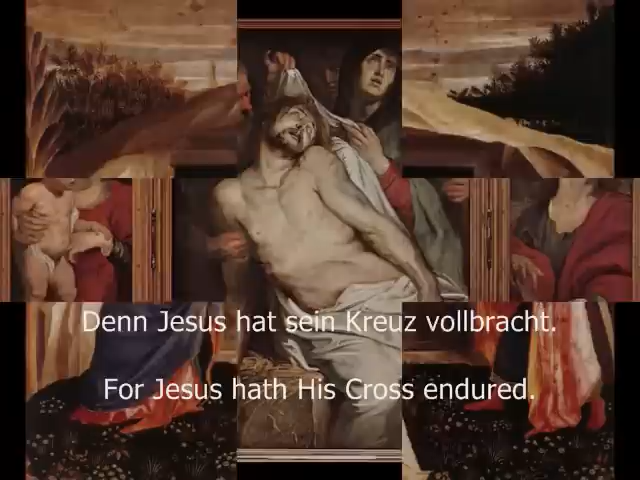 Denn Jesus hat sein Kreuz vollbracht.
For Jesus hath His Cross endured.